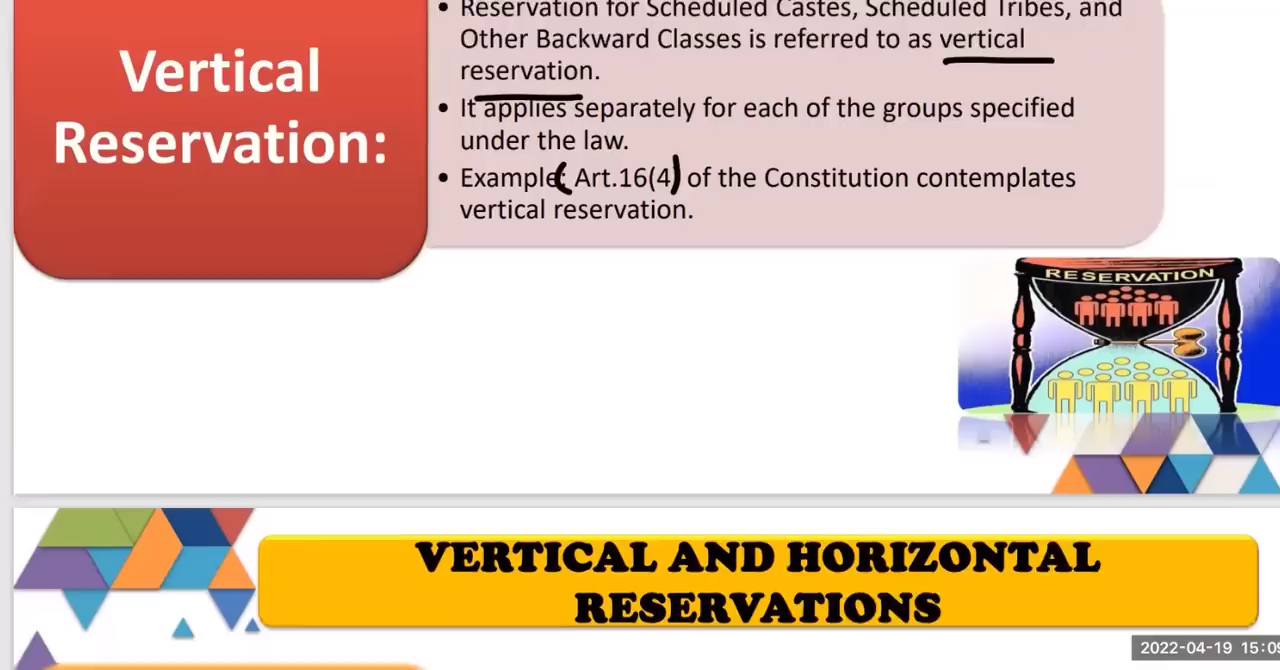 Vertical
Reservation:
• Reservation for Scheduled Castes, Scheduled Tribes, and
Other Backward Classes is referred to as vertical
reservation.
• It applies separately for each of the groups specified
under the law.
• Example: (Art.16(4) of the Constitution contemplates
vertical reservation.
RESERVATION
VERTICAL AND HORIZONTAL
RESERVATIONS
2022-04-19 15:09